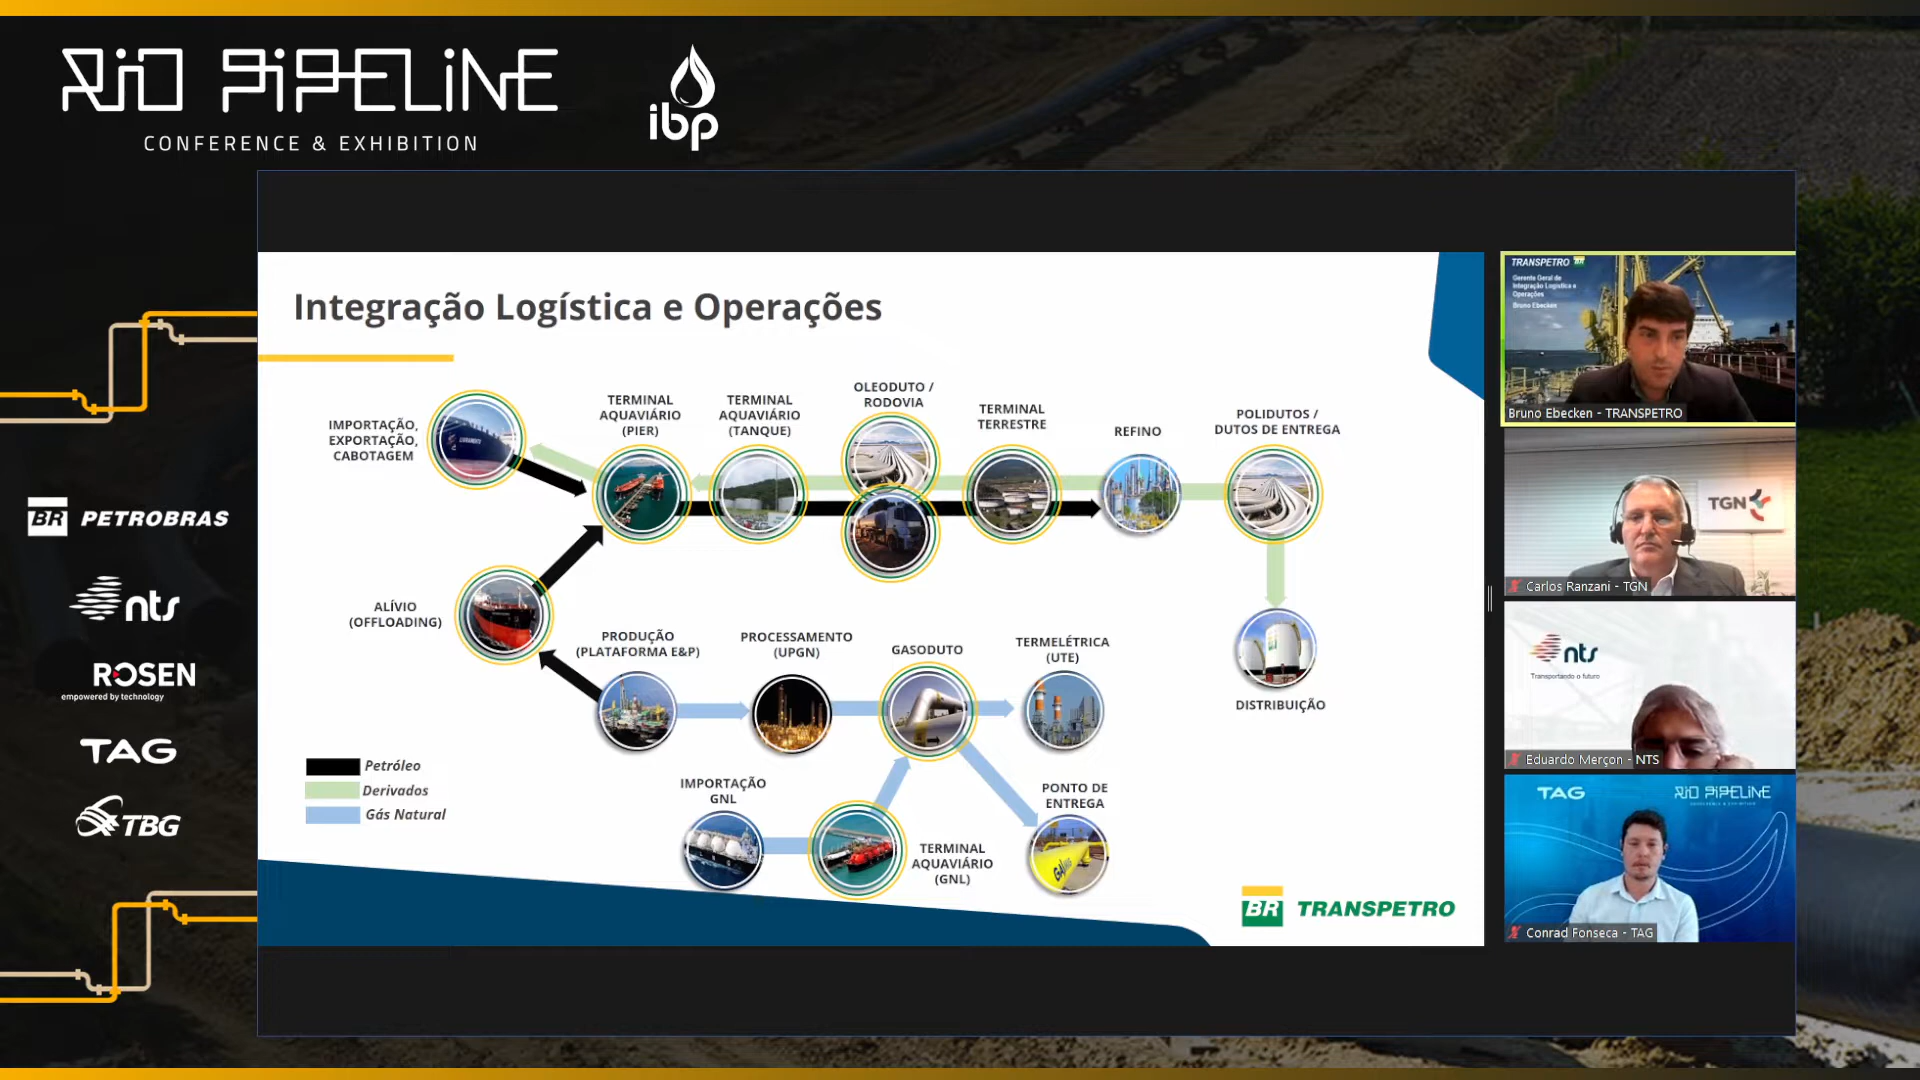 RIO PIPELINE
CONFERENCE & EXHIBITION
ibp
BR PETROBRAS
nts
ROSEN
empowered by technology
TAG
TBG
Integração Logística e Operações
IMPORTAÇÃO,
EXPORTAÇÃO,
CABOTAGEM
TERMINAL
AQUAVIÁRIO
(PIER)
TERMINAL
AQUAVIÁRIO
(TANQUE)
OLEODUTO /
RODOVIA
TERMINAL
TERRESTRE
REFINO
POLIDUTOS /
DUTOS DE ENTREGA
ALÍVIO
(OFFLOADING)
PRODUÇÃO
(PLATAFORMA E&P)
PROCESSAMENTO
(UPGN)
GASODUTO
TERMELÉTRICA
(UTE)
DISTRIBUIÇÃO
Petróleo
Derivados
Gás Natural
IMPORTAÇÃO
GNL
TERMINAL
AQUAVIÁRIO
(GNL)
PONTO DE
ENTREGA
BR TRANSPETRO
TRANSPETRO BR
Gerente Geral de
Integração Logística e
Operações
Bruno Ebecken
Bruno Ebecken - TRANSPETRO
TGN
Carlos Ranzani - TGN
nts
Transportando o futuro
Eduardo Merçon - NTS
TAG
RIO PIPELINE
Conrad Fonseca - TAG